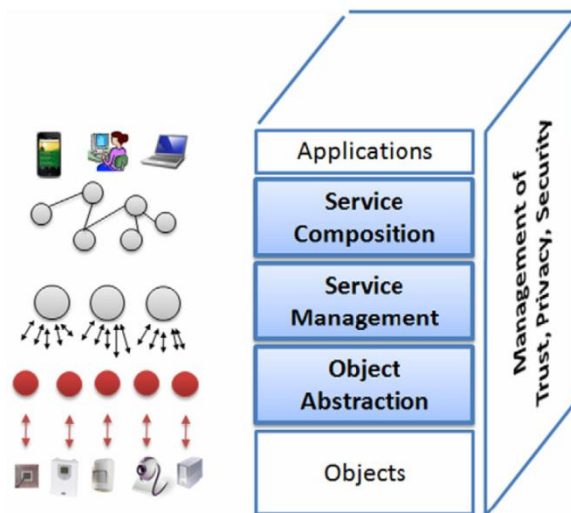 Applications
Service
Composition
Service
Management
Object
Abstraction
Objects
Management of
Trust, Privacy, Security